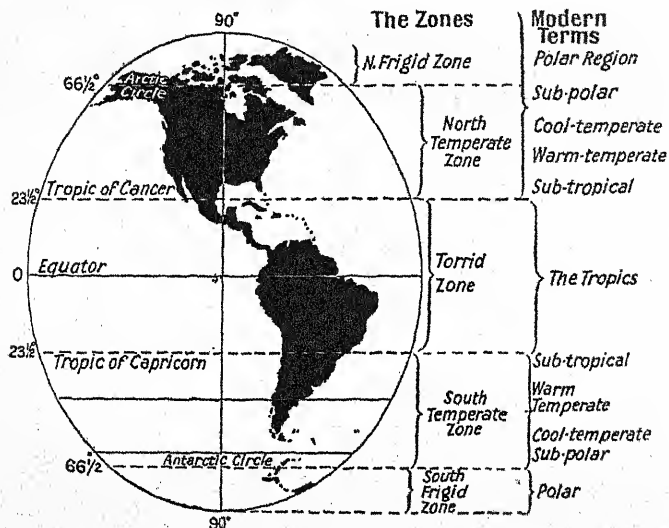 90°
The Zones
Modern
Terms
N. Frigid Zone
Polar Region
66½°
Arctic
Circle
Sub-polar
North
Temperate
Zone
Cool-temperate
Warm-temperate
Sub-tropical
Tropic of Cancer
23½°
Torrid
Zone
The Tropics
Equator
0
23½°
Tropic of Capricorn
Sub-tropical
South
Temperate
Zone
Warm
Temperate
Cool-temperate
Sub-polar
Antarctic Circle
66½°
South
Frigid
Zone
Polar
90°